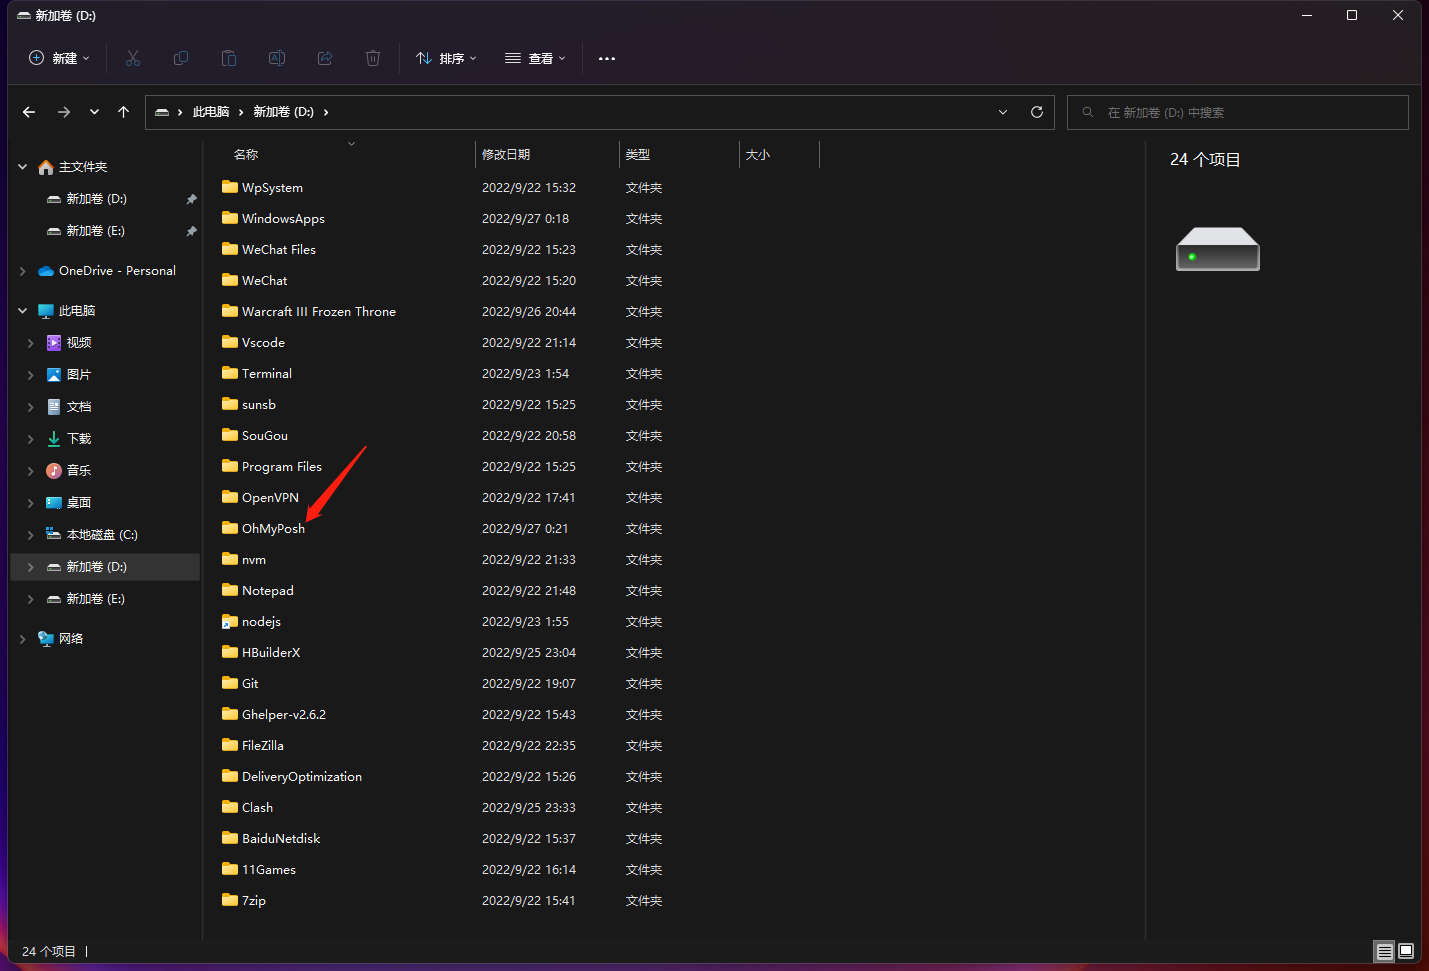 新加卷 (D:)
新建 排序 查看
此电脑 新加卷 (D:) 在 新加卷 (D:) 中搜索
主文件夹
新加卷 (D:)
新加卷 (E:)
OneDrive - Personal
此电脑
视频
图片
文档
下载
音乐
桌面
本地磁盘 (C:)
新加卷 (D:)
新加卷 (E:)
网络
名称 修改日期 类型 大小
WpSystem 2022/9/22 15:32 文件夹
WindowsApps 2022/9/27 0:18 文件夹
WeChat Files 2022/9/22 15:23 文件夹
WeChat 2022/9/22 15:20 文件夹
Warcraft III Frozen Throne 2022/9/26 20:44 文件夹
Vscode 2022/9/22 21:14 文件夹
Terminal 2022/9/23 1:54 文件夹
sunsb 2022/9/22 15:25 文件夹
SouGou 2022/9/22 20:58 文件夹
Program Files 2022/9/22 15:25 文件夹
OpenVPN 2022/9/22 17:41 文件夹
OhMyPosh 2022/9/27 0:21 文件夹
nvm 2022/9/22 21:33 文件夹
Notepad 2022/9/22 21:48 文件夹
nodejs 2022/9/23 1:55 文件夹
HBuilderX 2022/9/25 23:04 文件夹
Git 2022/9/22 19:07 文件夹
Ghelper-v2.6.2 2022/9/22 15:43 文件夹
FileZilla 2022/9/22 22:35 文件夹
DeliveryOptimization 2022/9/22 15:26 文件夹
Clash 2022/9/25 23:33 文件夹
BaiduNetdisk 2022/9/22 15:37 文件夹
11Games 2022/9/22 16:14 文件夹
7zip 2022/9/22 15:41 文件夹
24 个项目
24 个项目